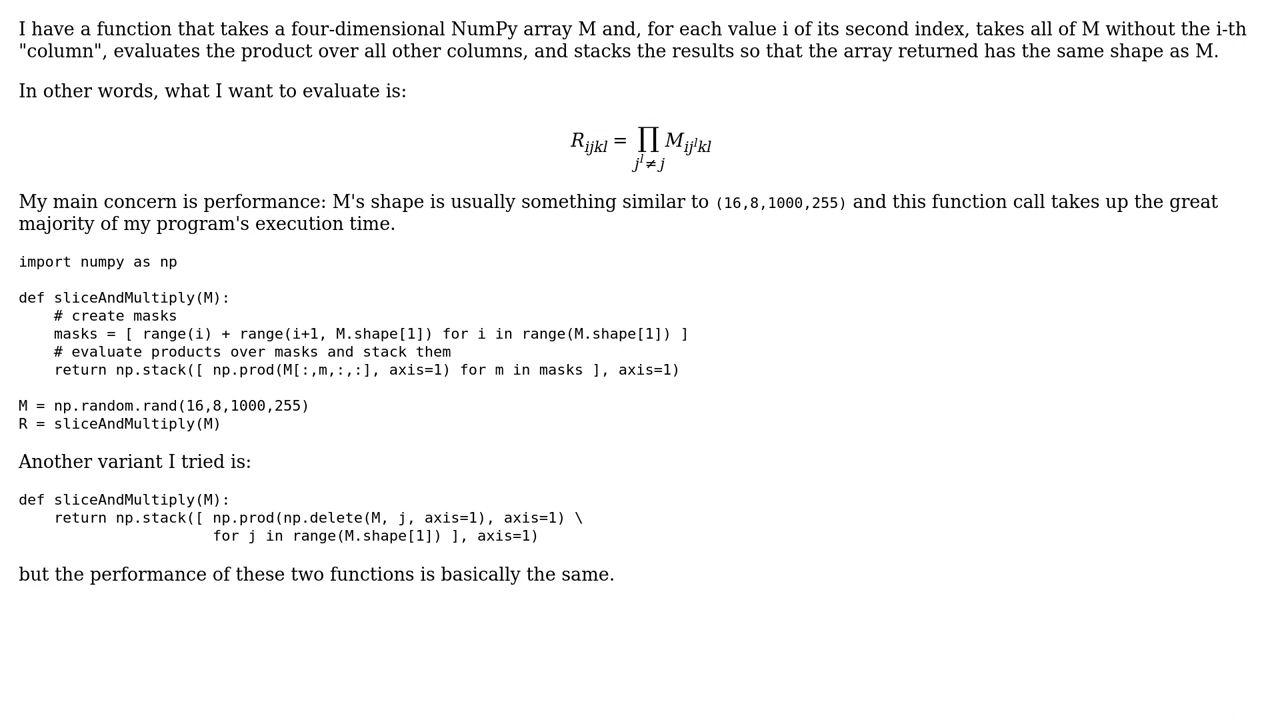 I have a function that takes a four-dimensional NumPy array M and, for each value i of its second index, takes all of M without the i-th
"column", evaluates the product over all other columns, and stacks the results so that the array returned has the same shape as M.
In other words, what I want to evaluate is:
R_{ijkl} = ∏_{j^l ≠ j} M_{ij^lkl}
My main concern is performance: M's shape is usually something similar to (16,8,1000,255) and this function call takes up the great
majority of my program's execution time.
import numpy as np
def sliceAndMultiply(M):
    # create masks
    masks = [ range(i) + range(i+1, M.shape[1]) for i in range(M.shape[1]) ]
    # evaluate products over masks and stack them
    return np.stack([ np.prod(M[:,m,:,:], axis=1) for m in masks ], axis=1)
M = np.random.rand(16,8,1000,255)
R = sliceAndMultiply(M)
Another variant I tried is:
def sliceAndMultiply(M):
    return np.stack([ np.prod(np.delete(M, j, axis=1), axis=1) \
                      for j in range(M.shape[1]) ], axis=1)
but the performance of these two functions is basically the same.